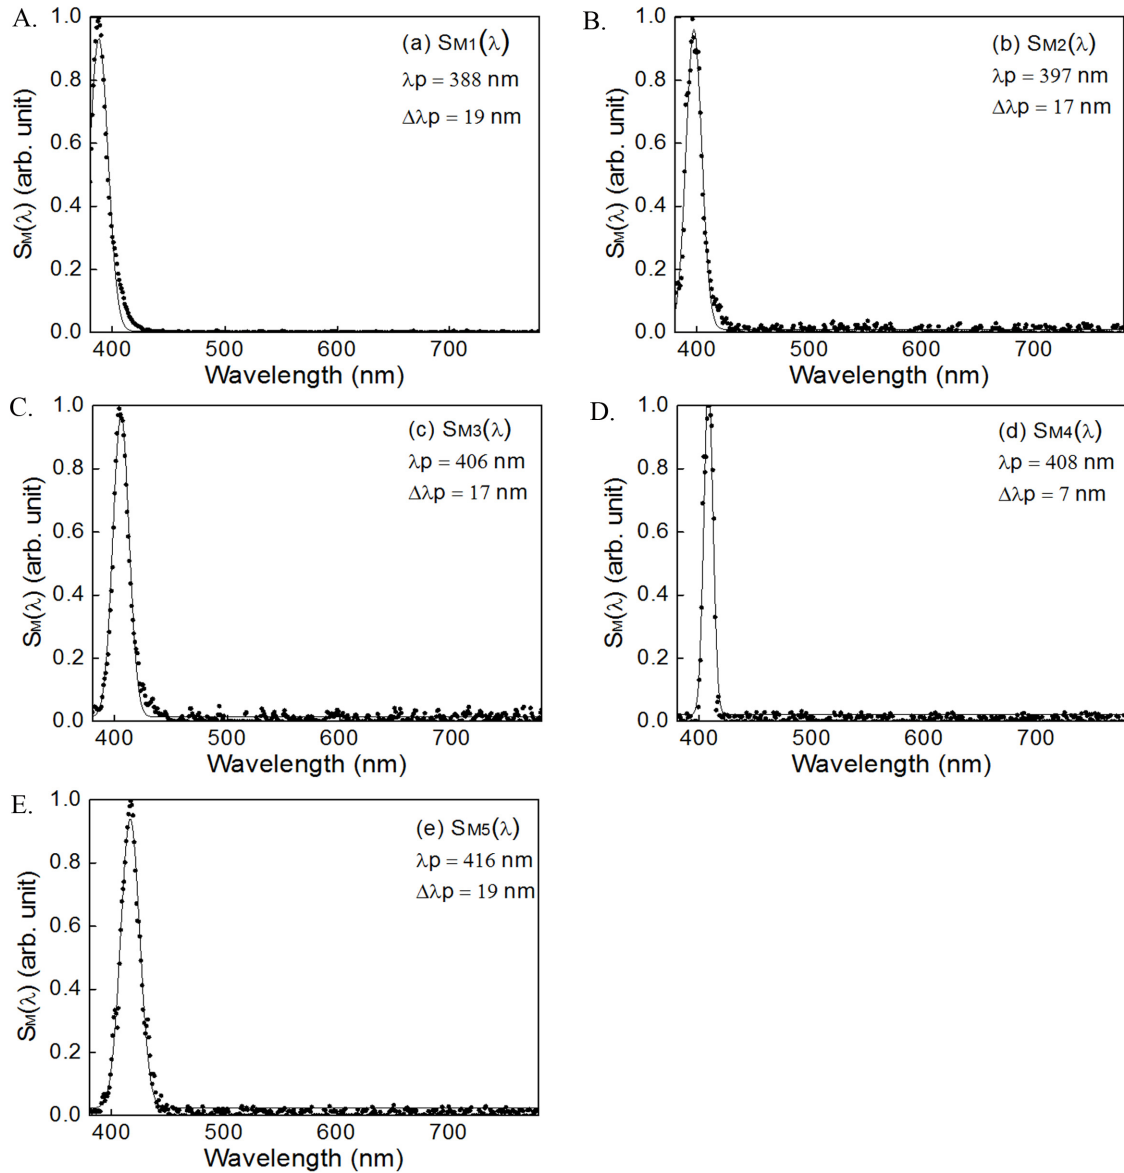 A.
1.0
0.8
0.6
0.4
0.2
0.0
SM(λ) (arb. unit)
(a) SM1(λ)
λp = 388 nm
Δλp = 19 nm
400 500 600 700
Wavelength (nm)
B.
1.0
0.8
0.6
0.4
0.2
0.0
SM(λ) (arb. unit)
(b) SM2(λ)
λp = 397 nm
Δλp = 17 nm
400 500 600 700
Wavelength (nm)
C.
1.0
0.8
0.6
0.4
0.2
0.0
SM(λ) (arb. unit)
(c) SM3(λ)
λp = 406 nm
Δλp = 17 nm
400 500 600 700
Wavelength (nm)
D.
1.0
0.8
0.6
0.4
0.2
0.0
SM(λ) (arb. unit)
(d) SM4(λ)
λp = 408 nm
Δλp = 7 nm
400 500 600 700
Wavelength (nm)
E.
1.0
0.8
0.6
0.4
0.2
0.0
SM(λ) (arb. unit)
(e) SM5(λ)
λp = 416 nm
Δλp = 19 nm
400 500 600 700
Wavelength (nm)